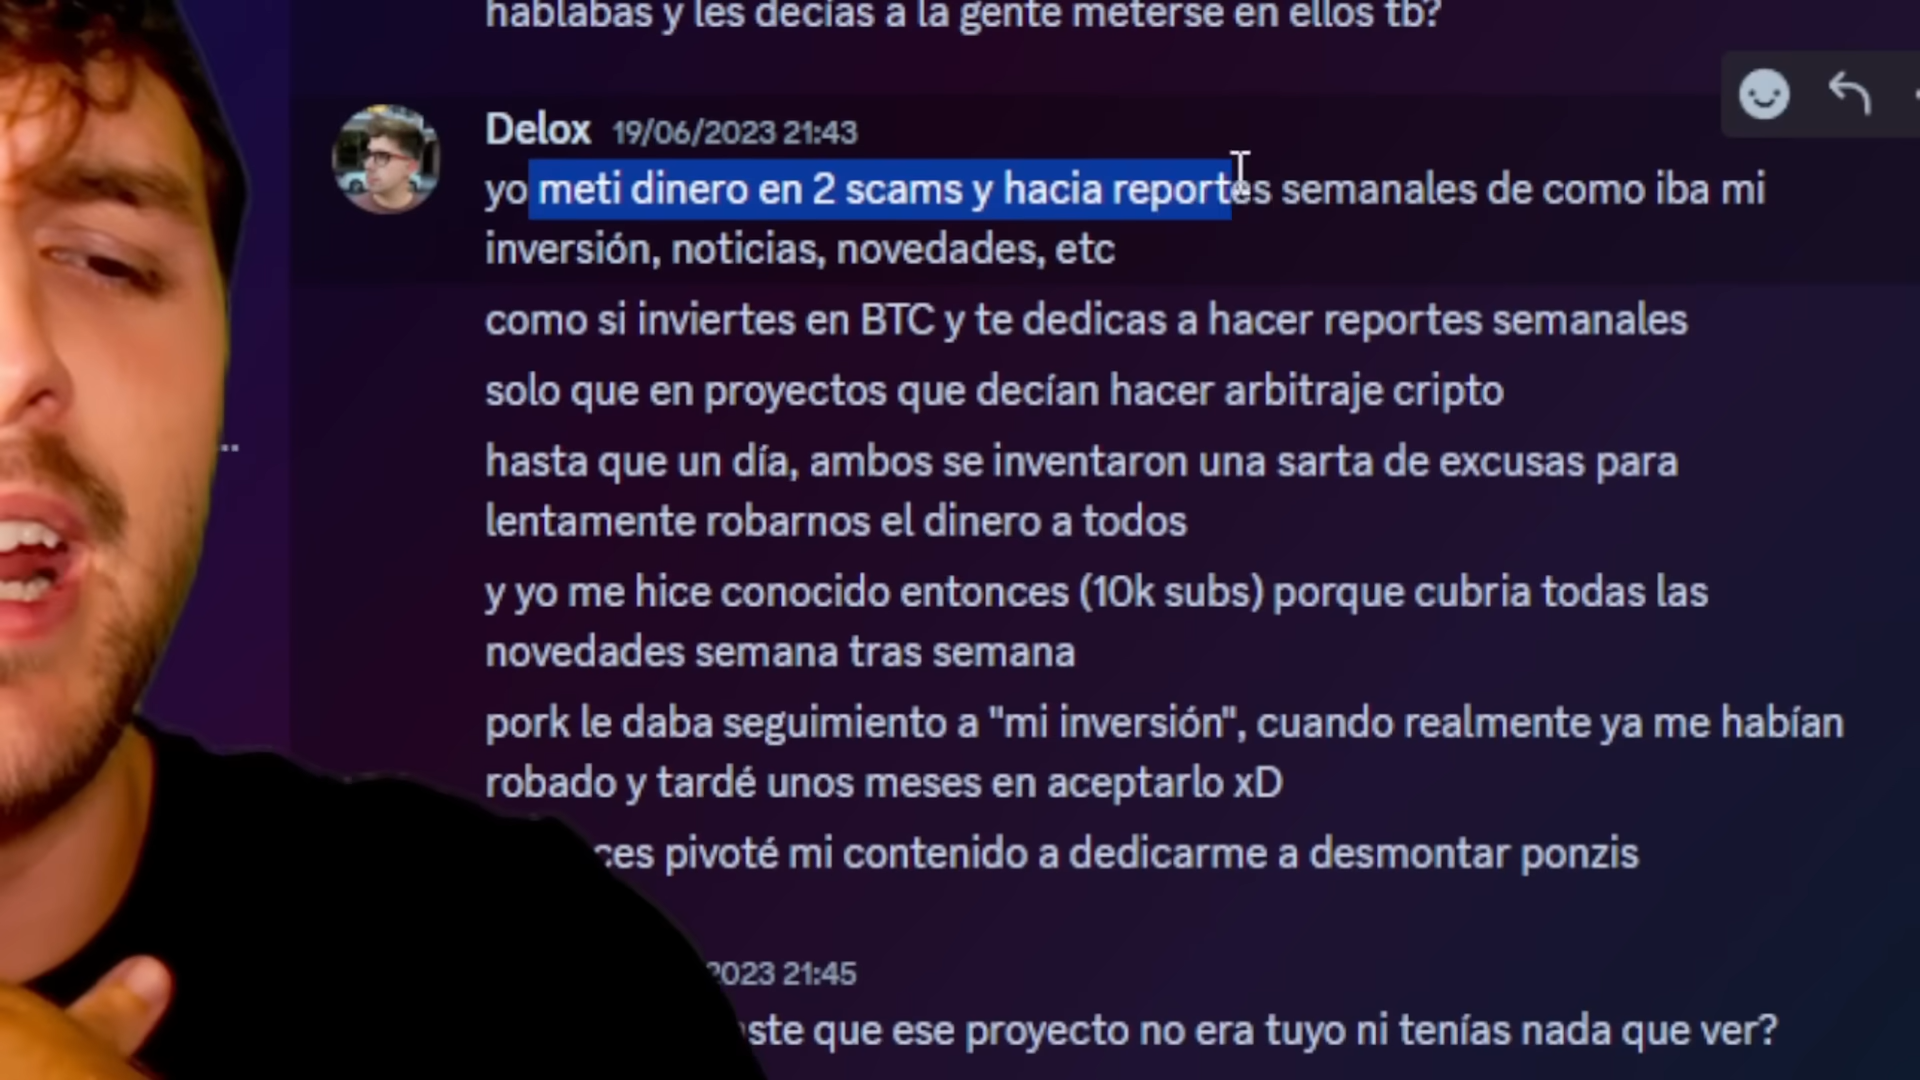 hablabas y les decías a la gente meterse en ellos tb?
Delox 19/06/2023 21:43
yo meti dinero en 2 scams y hacia reportes semanales de como iba mi
inversión, noticias, novedades, etc
como si inviertes en BTC y te dedicas a hacer reportes semanales
solo que en proyectos que decían hacer arbitraje cripto
hasta que un día, ambos se inventaron una sarta de excusas para
lentamente robarnos el dinero a todos
y yo me hice conocido entonces (10k subs) porque cubria todas las
novedades semana tras semana
pork le daba seguimiento a "mi inversión", cuando realmente ya me habían
robado y tardé unos meses en aceptarlo xD
ces pivoté mi contenido a dedicarme a desmontar ponzis
2023 21:45
ste que ese proyecto no era tuyo ni tenías nada que ver?